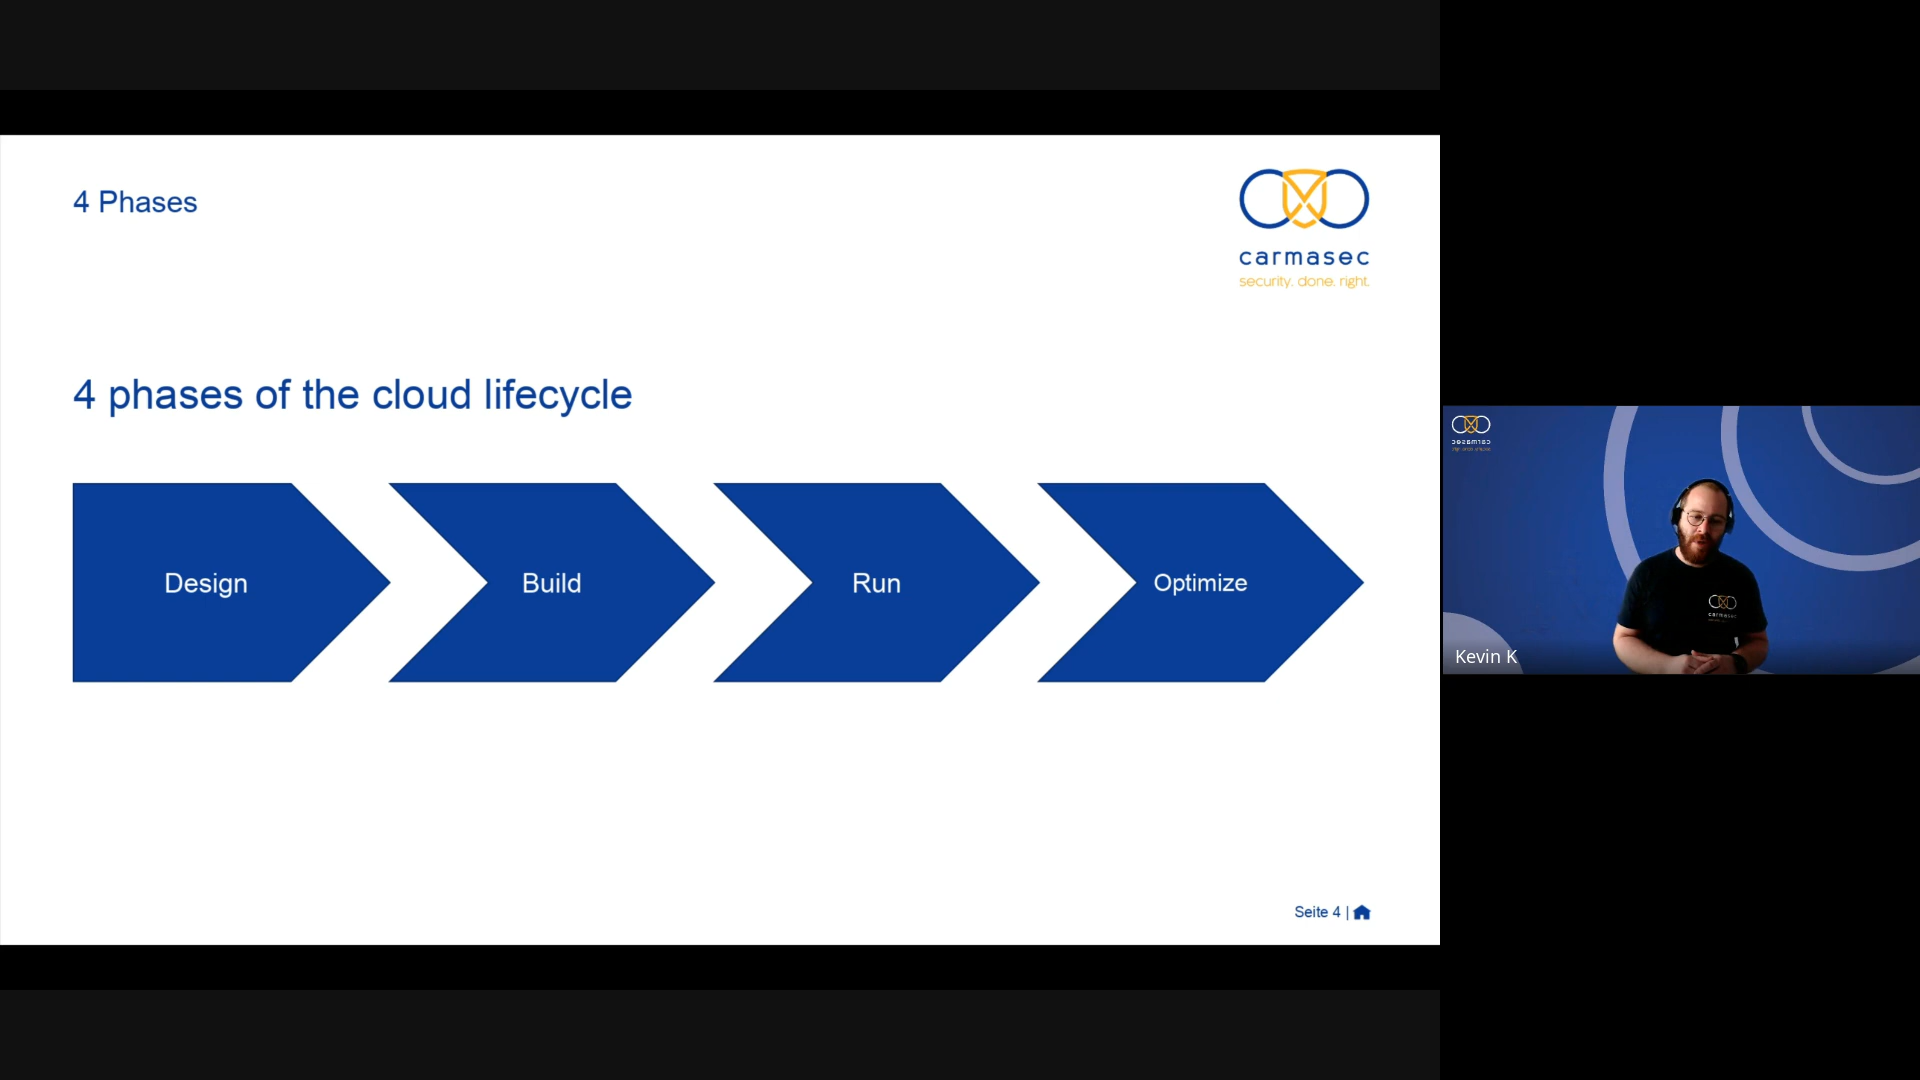 4 Phases
carmasec
security. done. right.
4 phases of the cloud lifecycle
Design
Build
Run
Optimize
Seite 4 |
Kevin K
carmasec